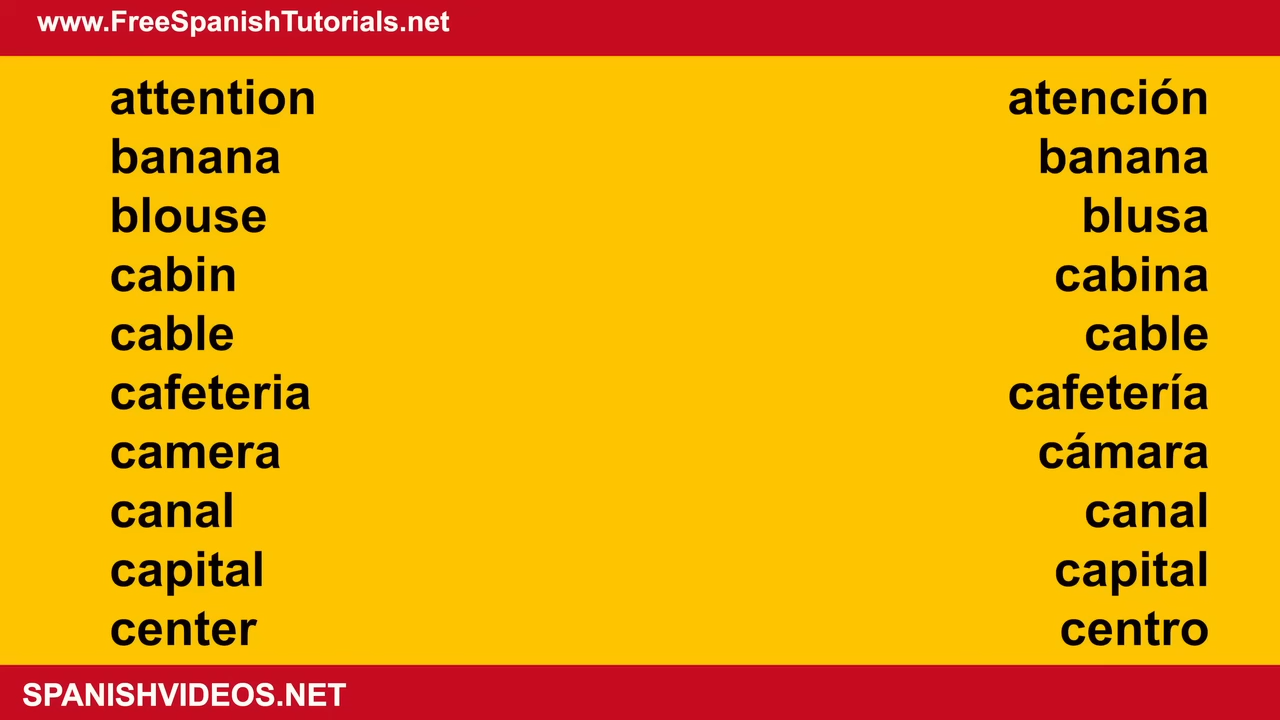 www.FreeSpanishTutorials.net
attention atención
banana banana
blouse blusa
cabin cabina
cable cable
cafeteria cafetería
camera cámara
canal canal
capital capital
center centro
SPANISHVIDEOS.NET